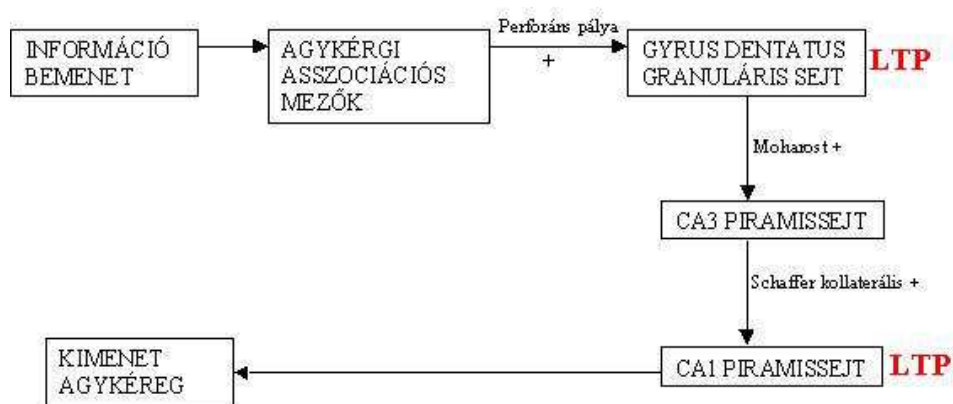 INFORMÁCIÓ
BEMENET
AGYKÉRGI
ASSZOCIÁCIÓS
MEZŐK
Perforáns pálya
+
GYRUS DENTATUS
GRANULÁRIS SEJT
LTP
Moharost +
CA3 PIRAMISSEJT
Schaffer kollaterális +
CA1 PIRAMISSEJT
LTP
KIMENET
AGYKÉREG